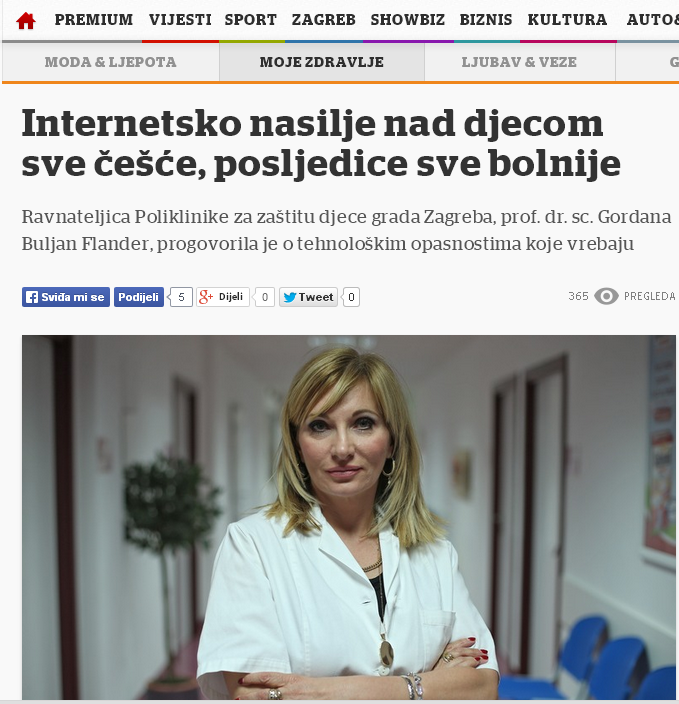 PREMIUM VIJESTI SPORT ZAGREB SHOWBIZ BIZNIS KULTURA AUTO&
MODA & LJEPOTA MOJE ZDRAVLJE LJUBAV & VEZE G
Internetsko nasilje nad djecom
sve češće, posljedice sve bolnije
Ravnateljica Poliklinike za zaštitu djece grada Zagreba, prof. dr. sc. Gordana
Buljan Flander, progovorila je o tehnološkim opasnostima koje vrebaju
Sviđa mi se Podijeli 5 g+ Dijeli 0 Tweet 0 365 PREGLEDA